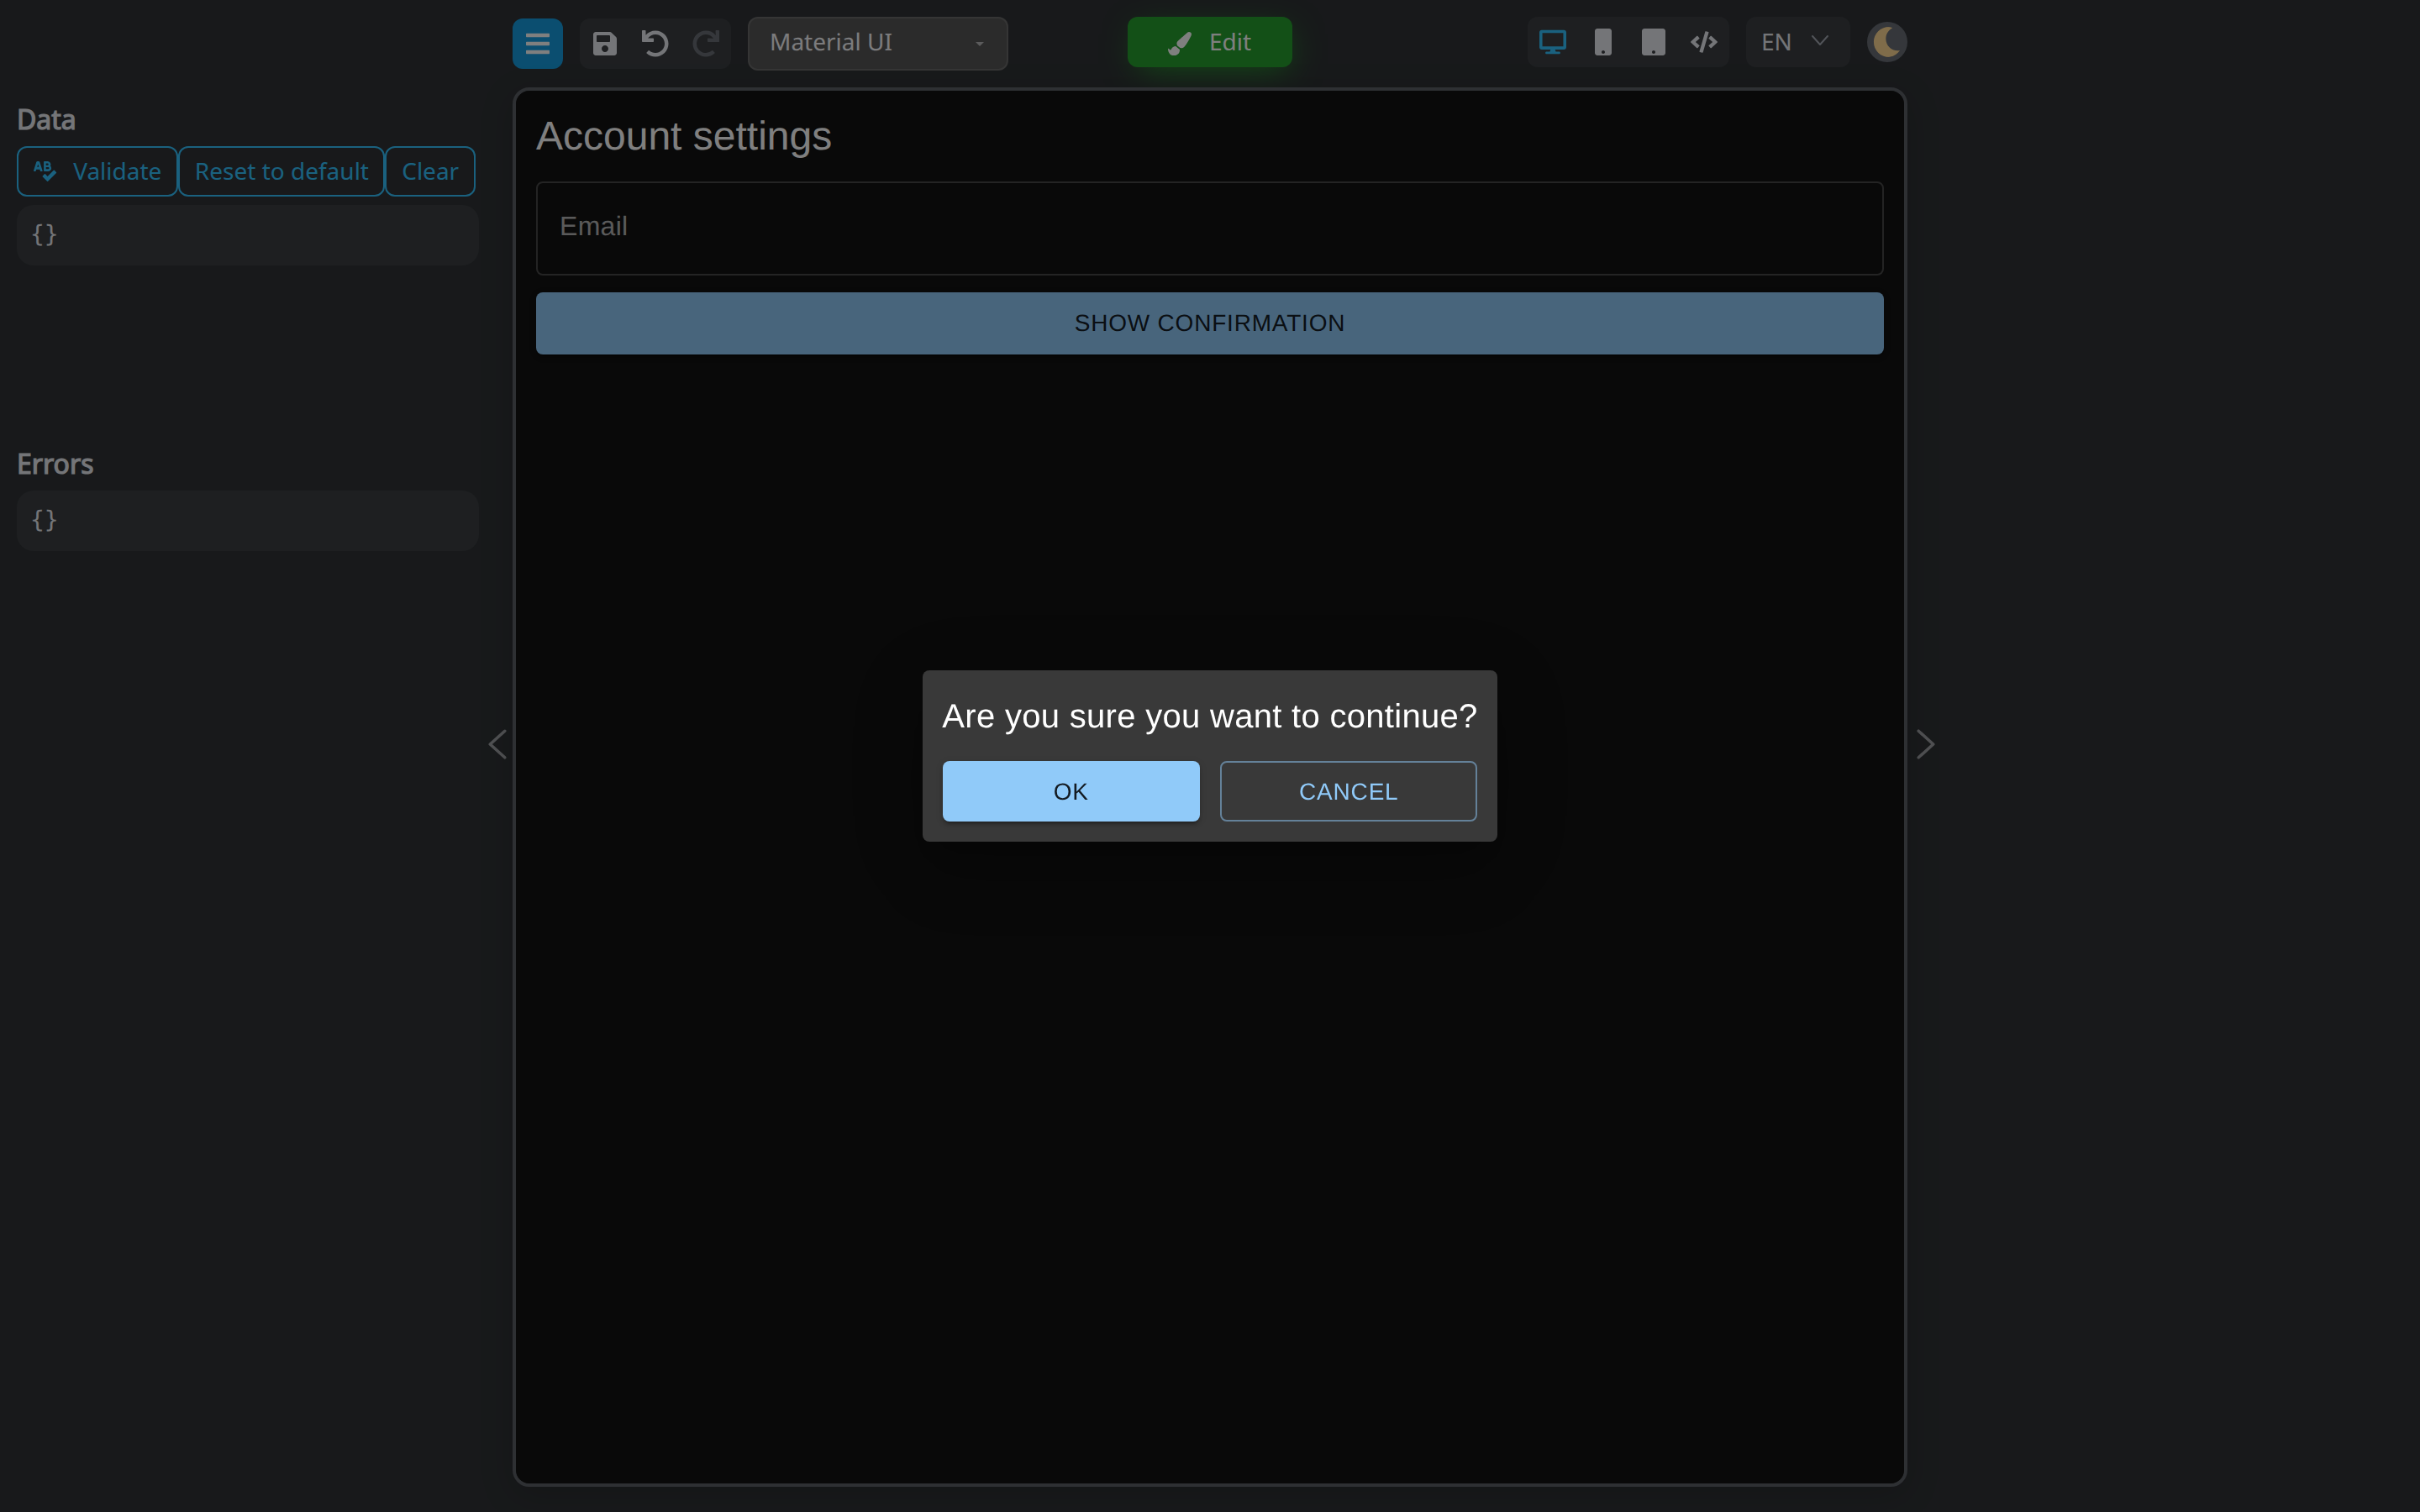 Material UI
Edit
EN
Data
Validate
Reset to default
Clear
{}
Errors
{}
Account settings
Email
SHOW CONFIRMATION
Are you sure you want to continue?
OK
CANCEL